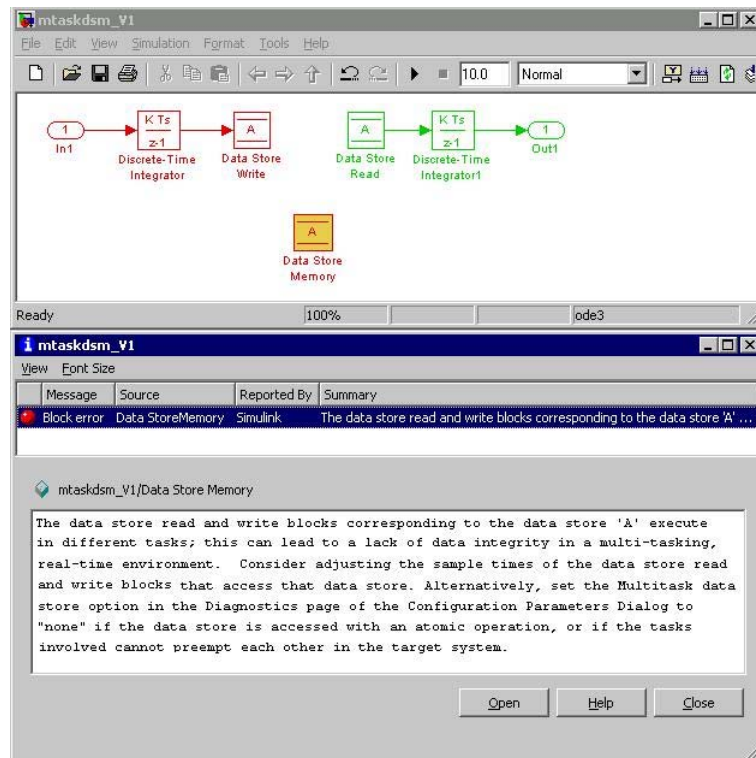 mtaskdsm_V1
File Edit View Simulation Format Tools Help
10.0 Normal
1
In1
K Ts
z-1
Discrete-Time
Integrator
A
Data Store
Write
A
Data Store
Read
K Ts
z-1
Discrete-Time
Integrator1
1
Out1
A
Data Store
Memory
Ready 100% ode3
mtaskdsm_V1
View Font Size
Message Source Reported By Summary
Block error Data StoreMemory Simulink The data store read and write blocks corresponding to the data store 'A' ...
mtaskdsm_V1/Data Store Memory
The data store read and write blocks corresponding to the data store 'A' execute
in different tasks; this can lead to a lack of data integrity in a multi-tasking,
real-time environment. Consider adjusting the sample times of the data store read
and write blocks that access that data store. Alternatively, set the Multitask data
store option in the Diagnostics page of the Configuration Parameters Dialog to
"none" if the data store is accessed with an atomic operation, or if the tasks
involved cannot preempt each other in the target system.
Open Help Close